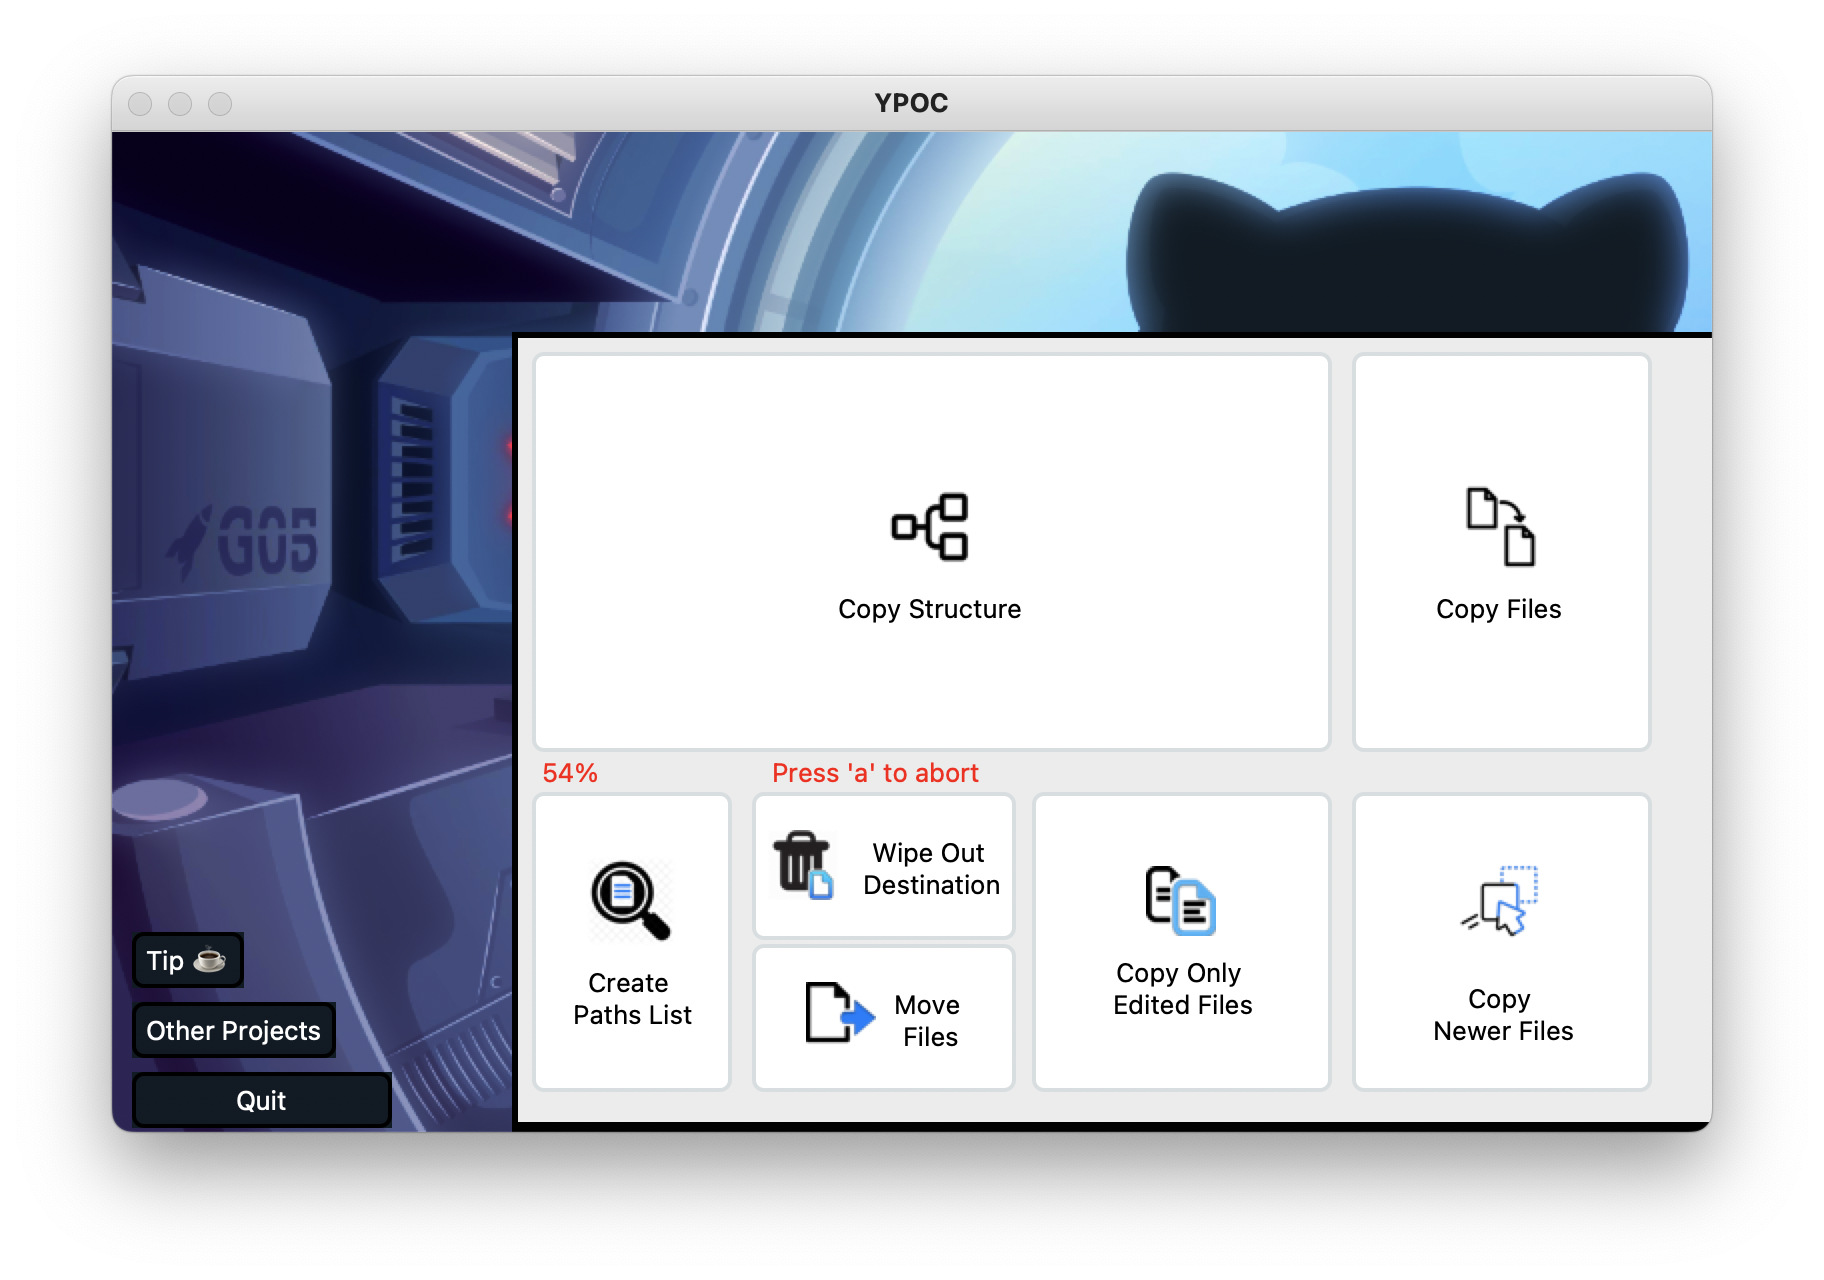 YPOC
G05
Copy Structure
Copy Files
54%
Press 'a' to abort
Create
Paths List
Wipe Out
Destination
Move
Files
Copy Only
Edited Files
Copy
Newer Files
Tip ☕
Other Projects
Quit
C